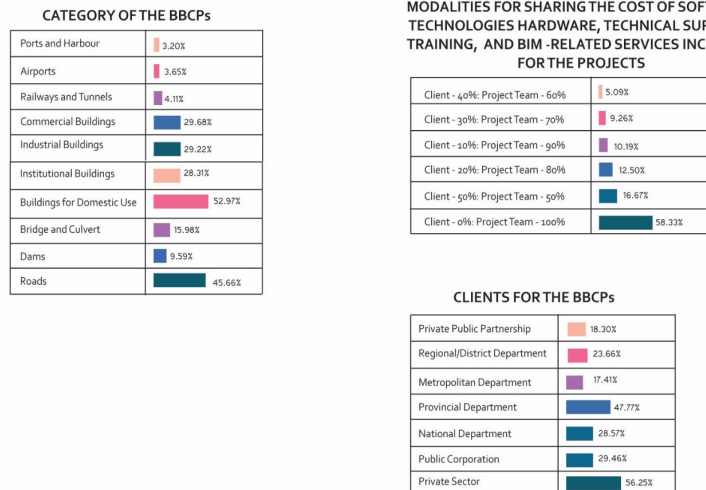 CATEGORY OF THE BBCPs
Ports and Harbour 3.20%
Airports 3.65%
Railways and Tunnels 4.11%
Commercial Buildings 29.68%
Industrial Buildings 29.22%
Institutional Buildings 28.31%
Buildings for Domestic Use 52.97%
Bridge and Culvert 15.98%
Dams 9.59%
Roads 45.66%
MODALITIES FOR SHARING THE COST OF SOF
TECHNOLOGIES HARDWARE, TECHNICAL SUP
TRAINING, AND BIM -RELATED SERVICES INC
FOR THE PROJECTS
Client - 40%: Project Team - 60% 5.09%
Client - 30%: Project Team - 70% 9.26%
Client - 10%: Project Team - 90% 10.19%
Client - 20%: Project Team - 80% 12.50%
Client - 50%: Project Team - 50% 16.67%
Client - 0%: Project Team - 100% 58.33%
CLIENTS FOR THE BBCPs
Private Public Partnership 18.30%
Regional/District Department 23.66%
Metropolitan Department 17.41%
Provincial Department 47.77%
National Department 28.57%
Public Corporation 29.46%
Private Sector 56.25%